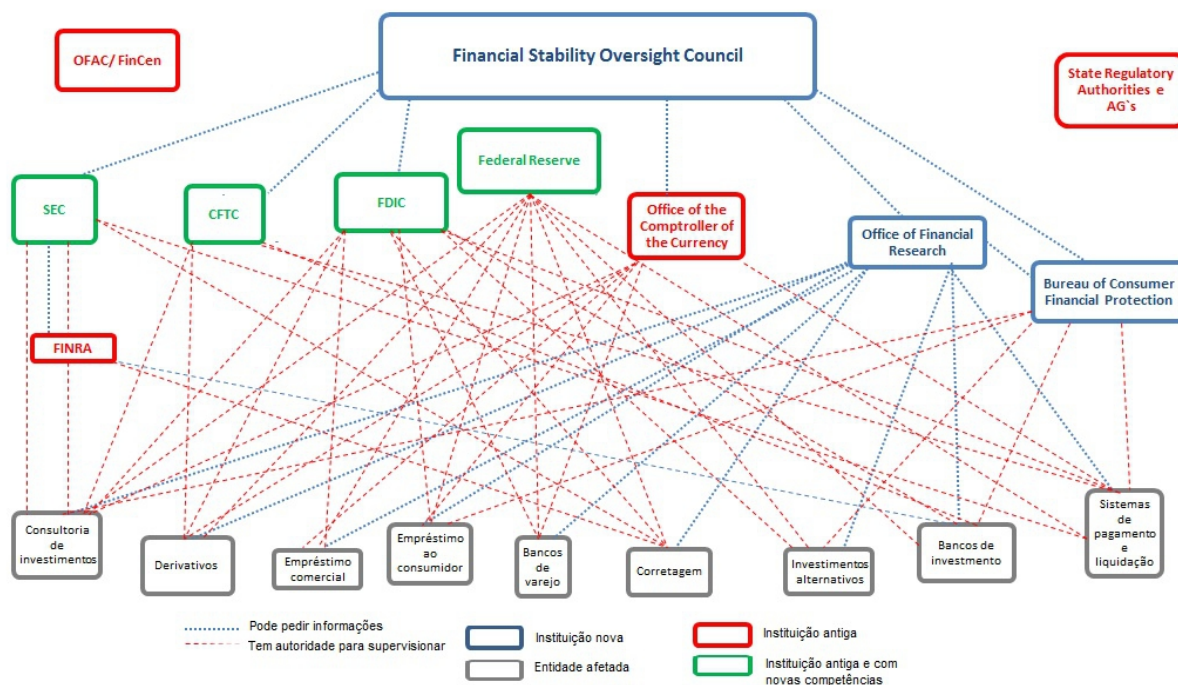 Financial Stability Oversight Council
OFAC/ FinCen
State Regulatory
Authorities e
AG`s
Federal Reserve
SEC
CFTC
FDIC
Office of the
Comptroller of
the Currency
Office of Financial
Research
Bureau of Consumer
Financial Protection
FINRA
Consultoria
de
investimentos
Derivativos
Empréstimo
comercial
Empréstimo
ao
consumidor
Bancos
de
varejo
Corretagem
Investimentos
alternativos
Bancos de
investmento
Sistemas
de
pagamento
e
liquidação
Pode pedir informações
Tem autoridade para supervisionar
Instituição nova
Entidade afetada
Instituição antiga
Instituição antiga e com
novas competências